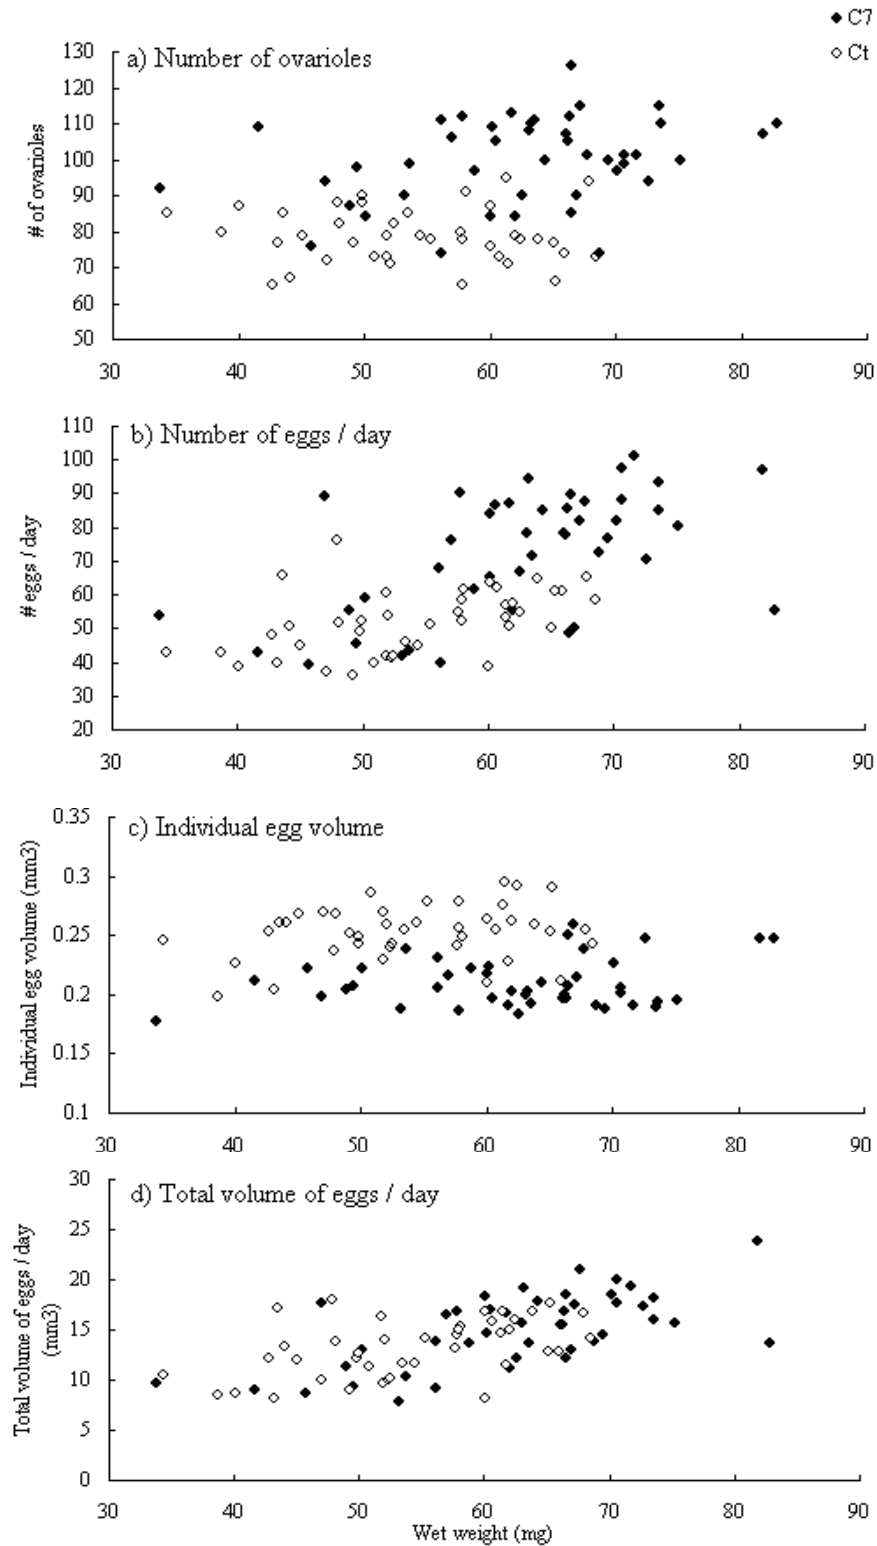 C7
Ct
a) Number of ovarioles
130
120
110
100
90
80
70
60
50
# of ovarioles
30 40 50 60 70 80 90
b) Number of eggs / day
110
100
90
80
70
60
50
40
30
20
# eggs / day
30 40 50 60 70 80 90
c) Individual egg volume
0.35
0.3
0.25
0.2
0.15
0.1
Individual egg volume (mm3)
30 40 50 60 70 80 90
d) Total volume of eggs / day
30
25
20
15
10
5
0
Total volume of eggs / day
(mm3)
30 40 50 60 70 80 90
Wet weight (mg)